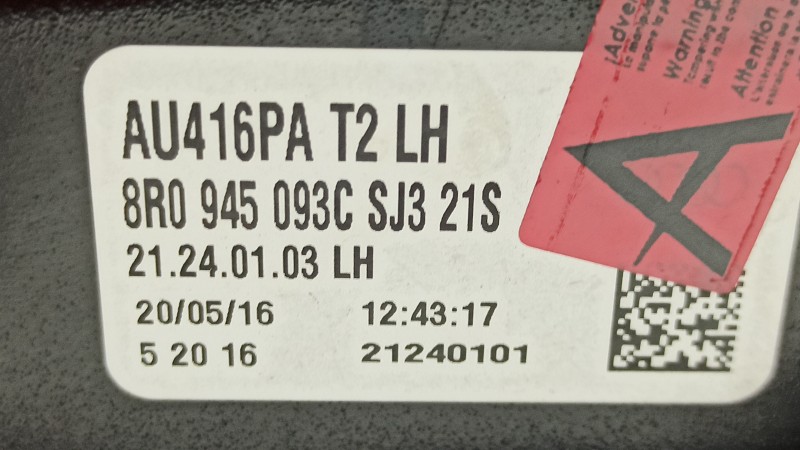 AU416PA T2 LH
8R0 945 093C SJ3 21S
21.24.01.03 LH
20/05/16 12:43:17
5 20 16 21240101
¡Adver
Warning
Attention
A